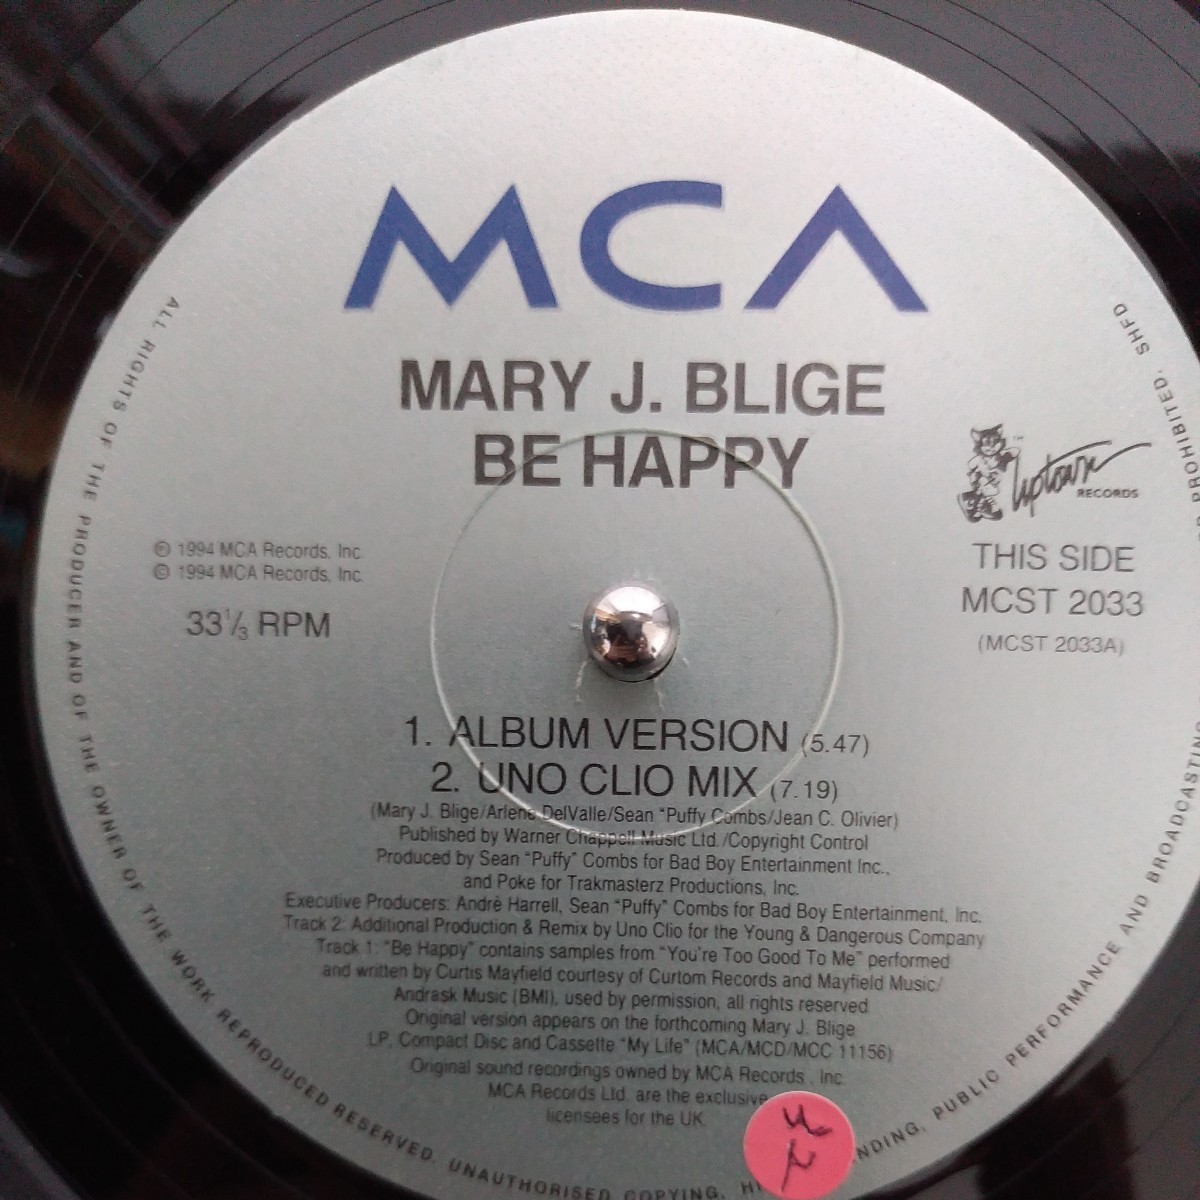 MCA
MARY J. BLIGE
BE HAPPY
Uptown
RECORDS
℗ 1994 MCA Records, Inc.
© 1994 MCA Records, Inc.
33⅓ RPM
THIS SIDE
MCST 2033
(MCST 2033A)
1. ALBUM VERSION (5.47)
2. UNO CLIO MIX (7.19)
(Mary J. Blige/Arlene DelValle/Sean "Puffy Combs/Jean C. Olivier)
Published by Warner Chappell Music Ltd./Copyright Control
Produced by Sean "Puffy" Combs for Bad Boy Entertainment Inc.,
and Poke for Trakmasterz Productions, Inc.
Executive Producers: Andrè Harrell, Sean "Puffy" Combs for Bad Boy Entertainment, Inc.
Track 2: Additional Production & Remix by Uno Clio for the Young & Dangerous Company
Track 1: "Be Happy" contains samples from "You're Too Good To Me" performed
and written by Curtis Mayfield courtesy of Curtom Records and Mayfield Music/
Andrask Music (BMI), used by permission, all rights reserved
Original version appears on the forthcoming Mary J. Blige
LP, Compact Disc and Cassette "My Life" (MCA/MCD/MCC 11156)
Original sound recordings owned by MCA Records, Inc.
MCA Records Ltd. are the exclusive
licensees for the UK.
ALL RIGHTS OF THE PRODUCER AND OF THE OWNER OF THE WORK REPRODUCED RESERVED. UNAUTHORISED COPYING, NDING, PUBLIC PERFORMANCE AND BROADCASTING PROHIBITED. SHFD